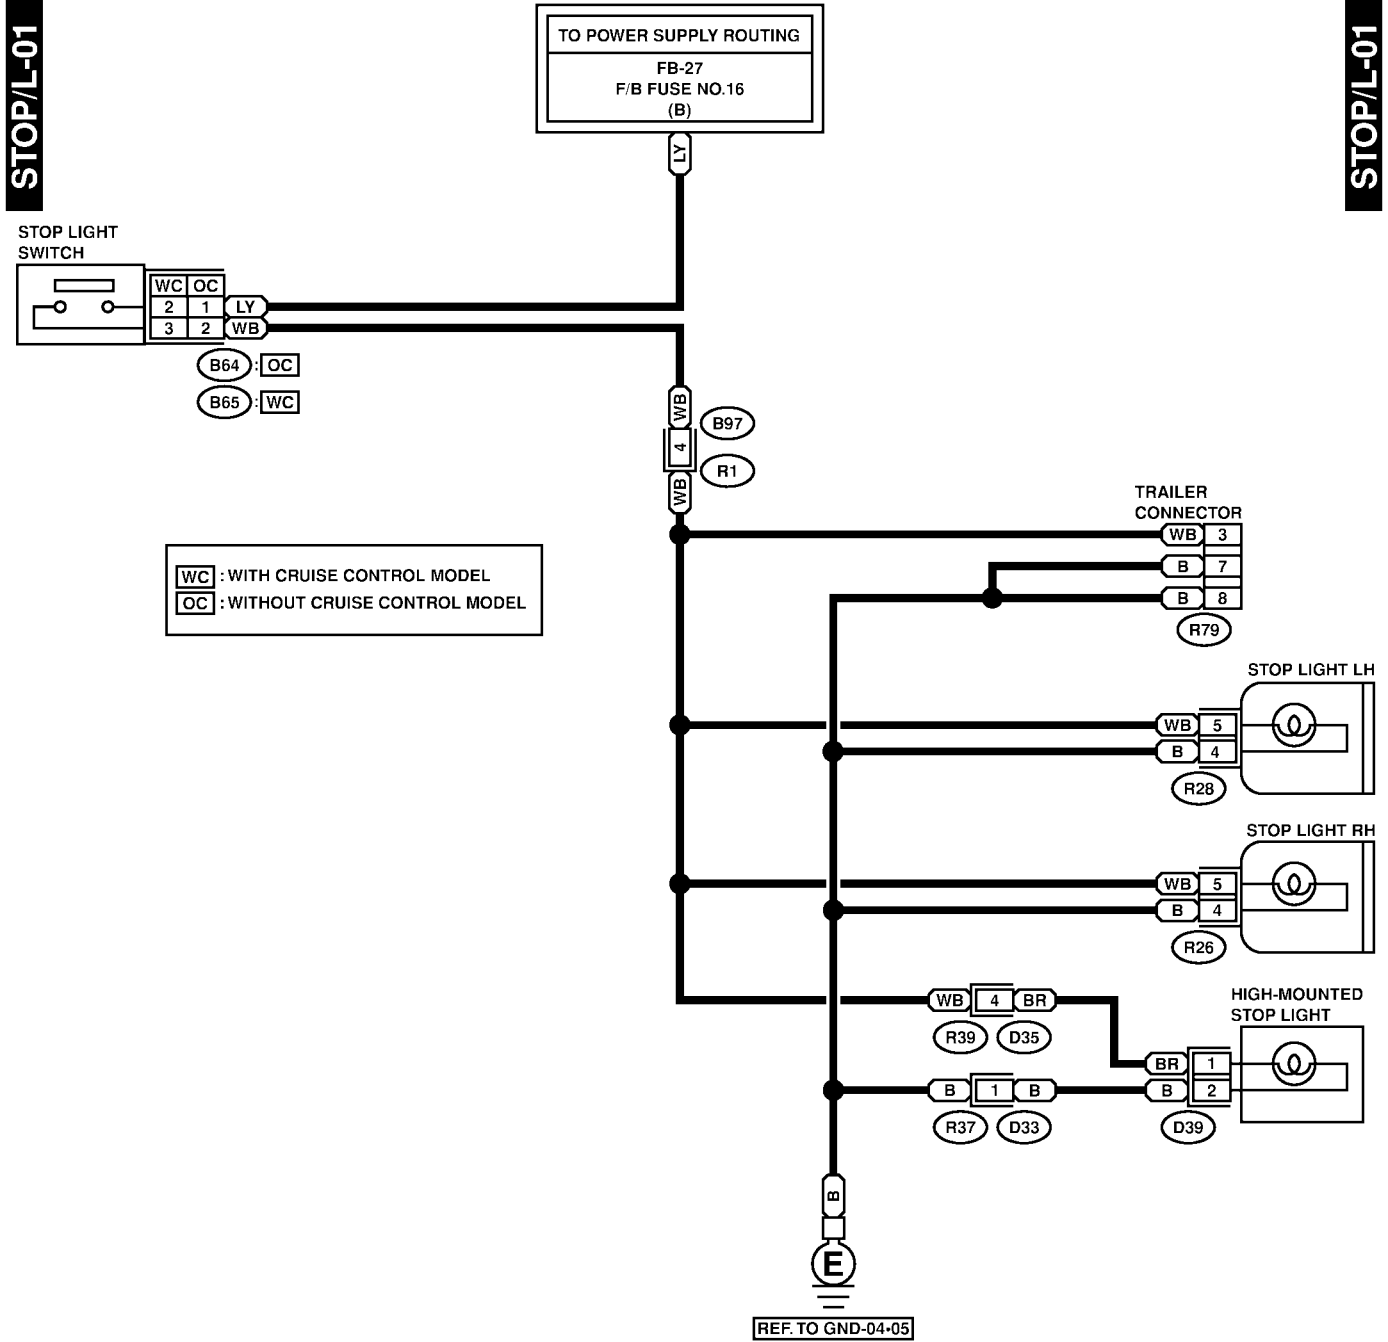 STOP/L-01
STOP/L-01
TO POWER SUPPLY ROUTING
FB-27
F/B FUSE NO.16
(B)
LY
STOP LIGHT
SWITCH
WC OC
2 1 LY
3 2 WB
B64 : OC
B65 : WC
WB
B97
4
R1
WB
WC : WITH CRUISE CONTROL MODEL
OC : WITHOUT CRUISE CONTROL MODEL
TRAILER
CONNECTOR
WB 3
B 7
B 8
R79
STOP LIGHT LH
WB 5
B 4
R28
STOP LIGHT RH
WB 5
B 4
R26
HIGH-MOUNTED
STOP LIGHT
WB 4 BR
R39 D35
BR 1
B 1 B
B 2
R37 D33
D39
B
E
REF. TO GND-04•05